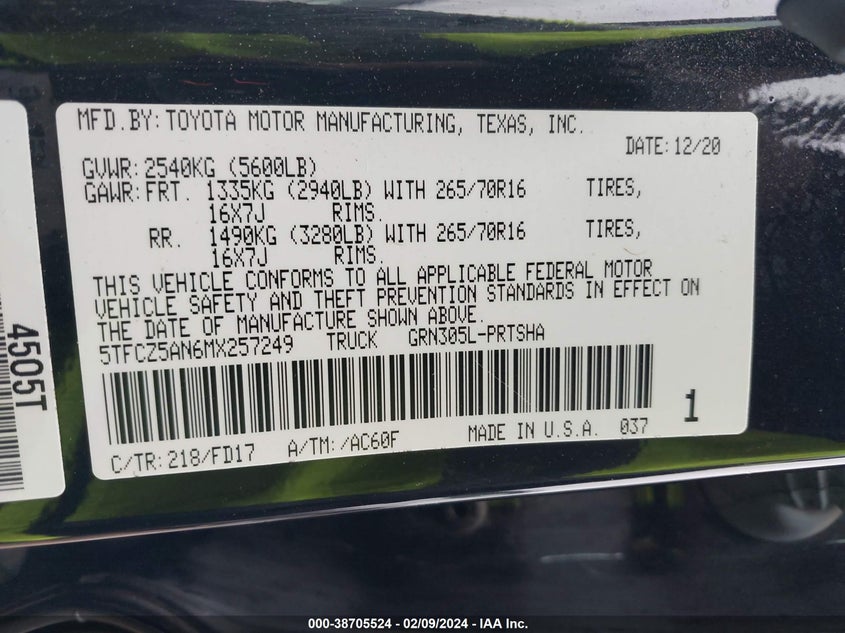 MFD.BY: TOYOTA MOTOR MANUFACTURING, TEXAS, INC.
DATE: 12/20
GVWR: 2540KG (5600LB)
GAWR: FRT. 1335KG (2940LB) WITH 265/70R16 TIRES,
16X7J RIMS.
RR. 1490KG (3280LB) WITH 265/70R16 TIRES,
16X7J RIMS.
THIS VEHICLE CONFORMS TO ALL APPLICABLE FEDERAL MOTOR
VEHICLE SAFETY AND THEFT PREVENTION STANDARDS IN EFFECT ON
THE DATE OF MANUFACTURE SHOWN ABOVE.
5TFCZ5AN6MX257249 TRUCK GRN305L-PRTSHA
1
C/TR: 218/FD17 A/TM: /AC60F MADE IN U.S.A. 037
4505T
000-38705524 - 02/09/2024 - IAA Inc.